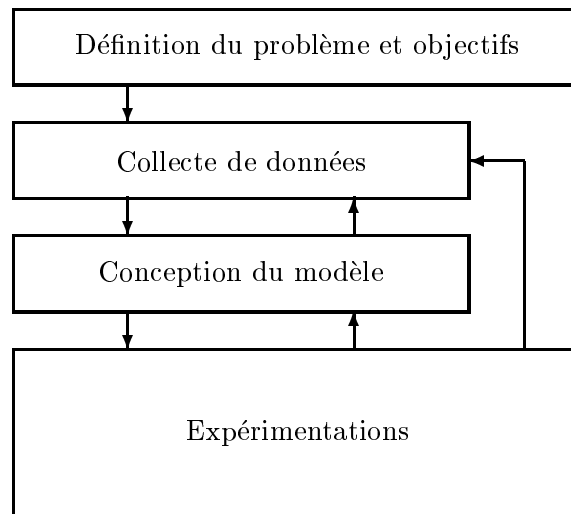 Définition du problème et objectifs
Collecte de données
Conception du modèle
Expérimentations